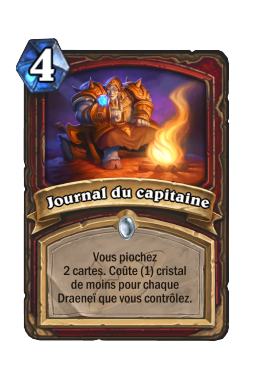 4
Journal du capitaine
Vous piochez
2 cartes. Coûte (1) cristal
de moins pour chaque
Draeneï que vous contrôlez.